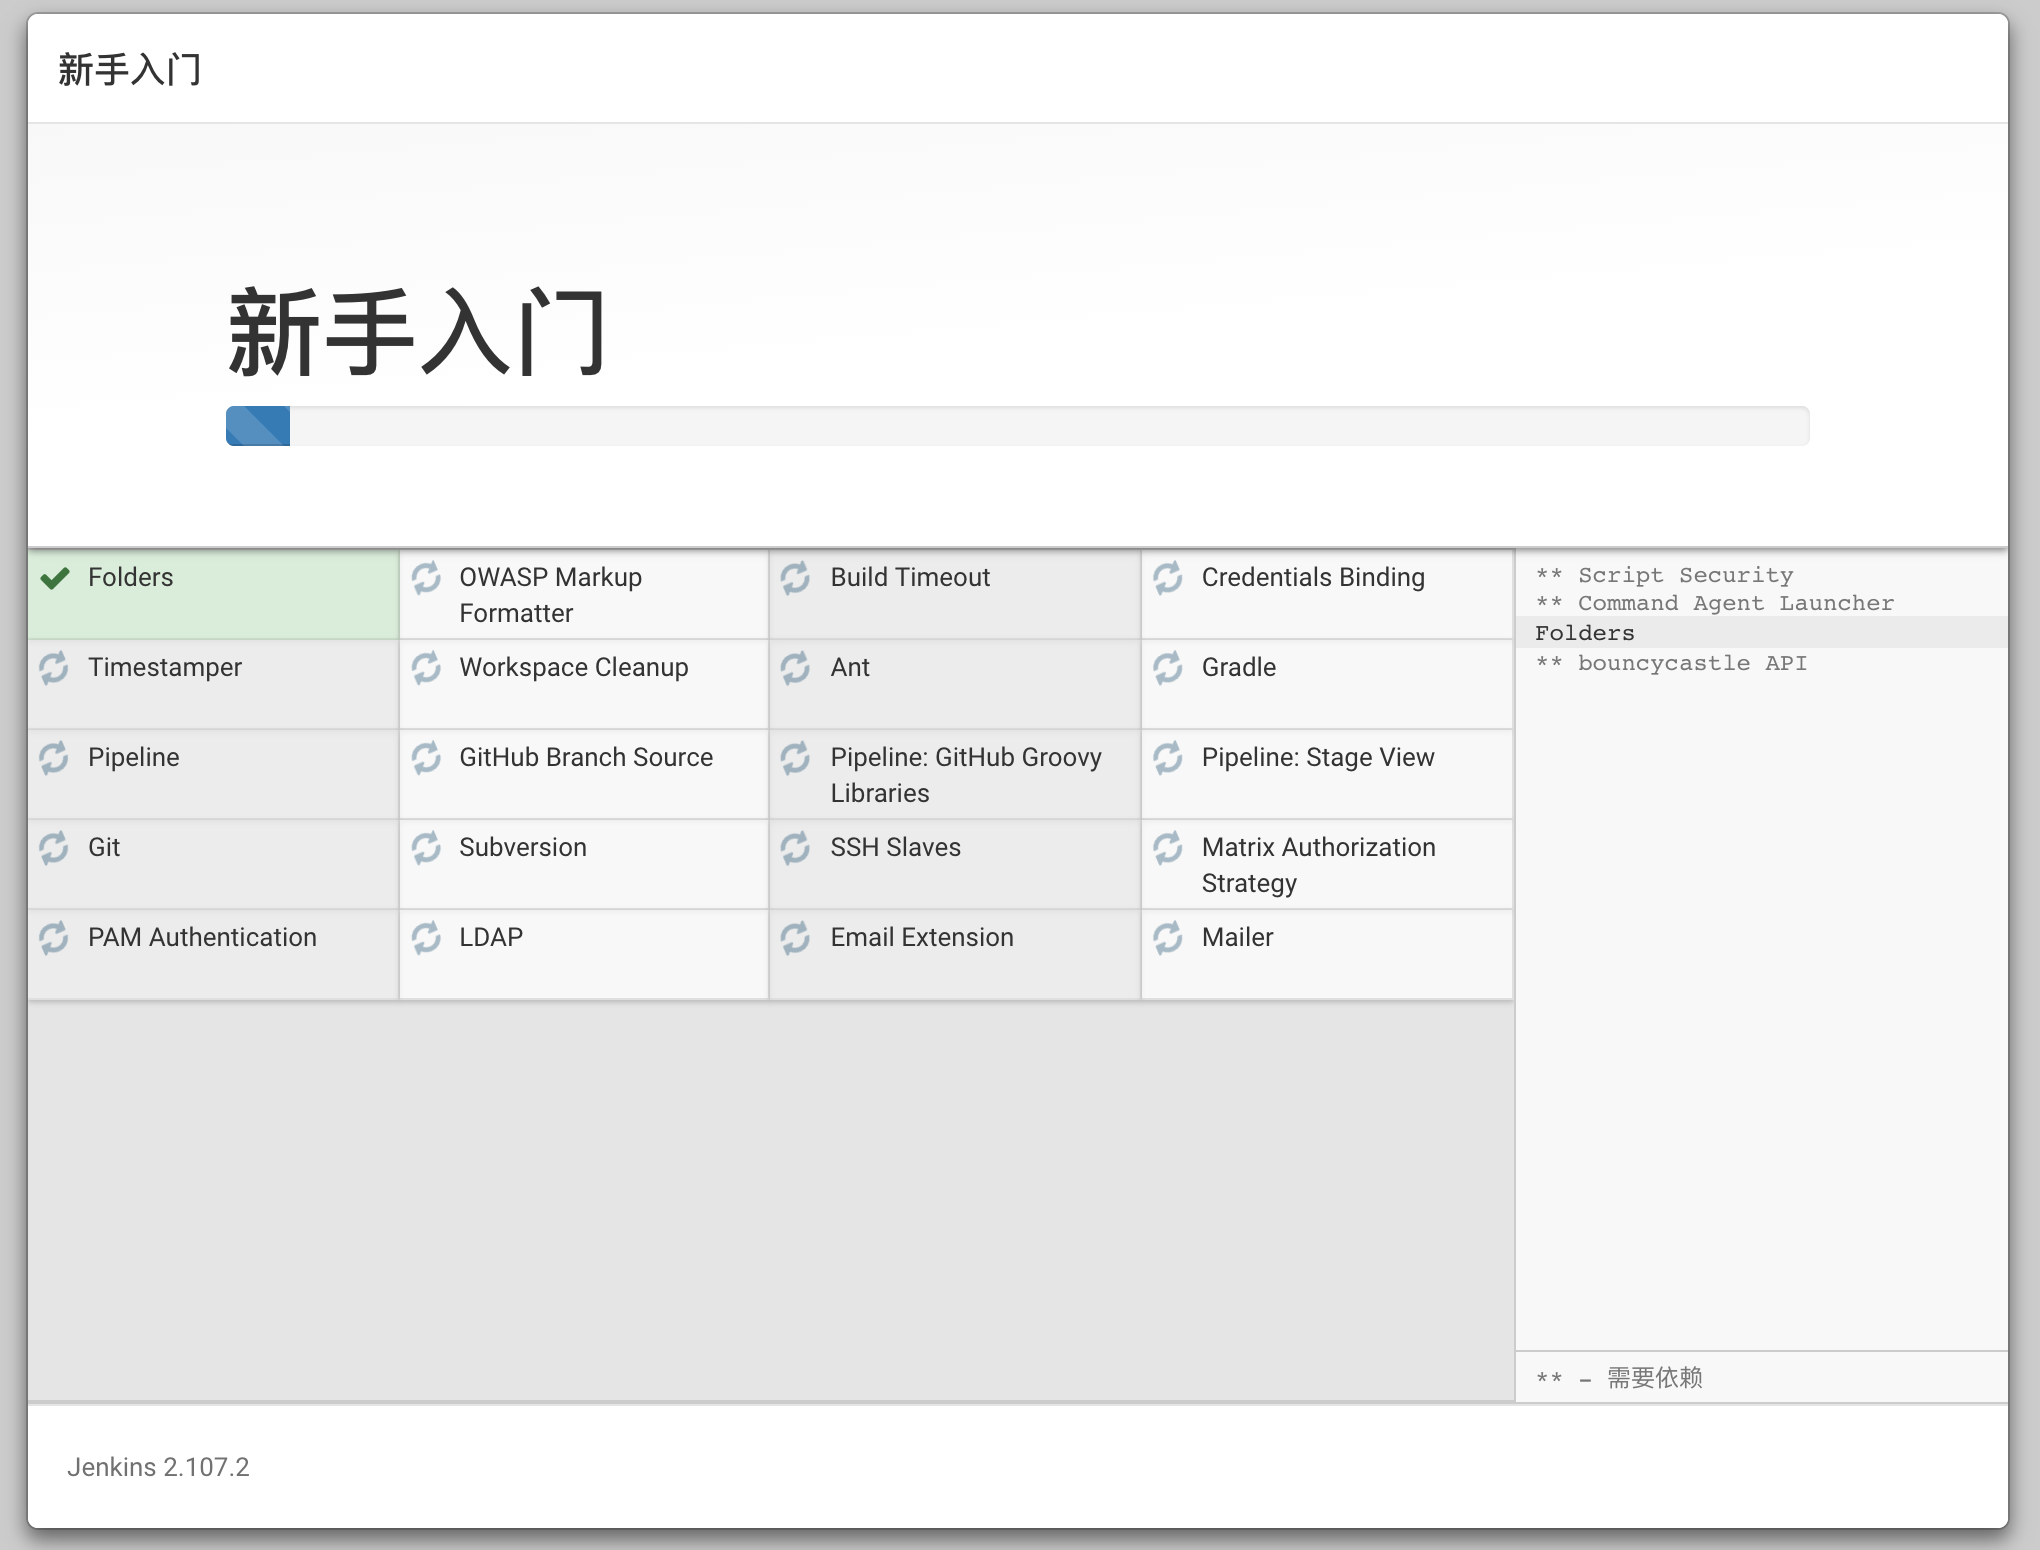 新手入门
新手入门
Folders
OWASP Markup
Formatter
Build Timeout
Credentials Binding
Timestamper
Workspace Cleanup
Ant
Gradle
Pipeline
GitHub Branch Source
Pipeline: GitHub Groovy
Libraries
Pipeline: Stage View
Git
Subversion
SSH Slaves
Matrix Authorization
Strategy
PAM Authentication
LDAP
Email Extension
Mailer
** Script Security
** Command Agent Launcher
Folders
** bouncycastle API
** - 需要依赖
Jenkins 2.107.2